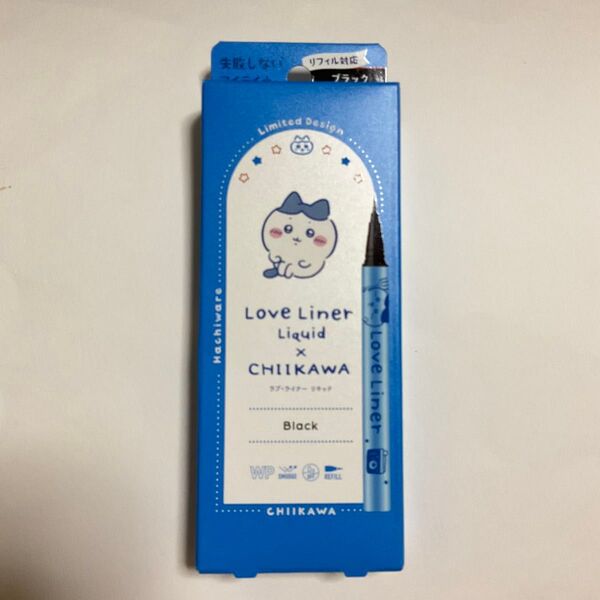 失敗しない
リフィル対応
ブラック
Limited Design
Hachiware
Love Liner
Liquid
×
CHIIKAWA
ラブ・ライナー リキッド
Black
WP
SMUDGE
OFF
REFILL
Love Liner
CHIIKAWA